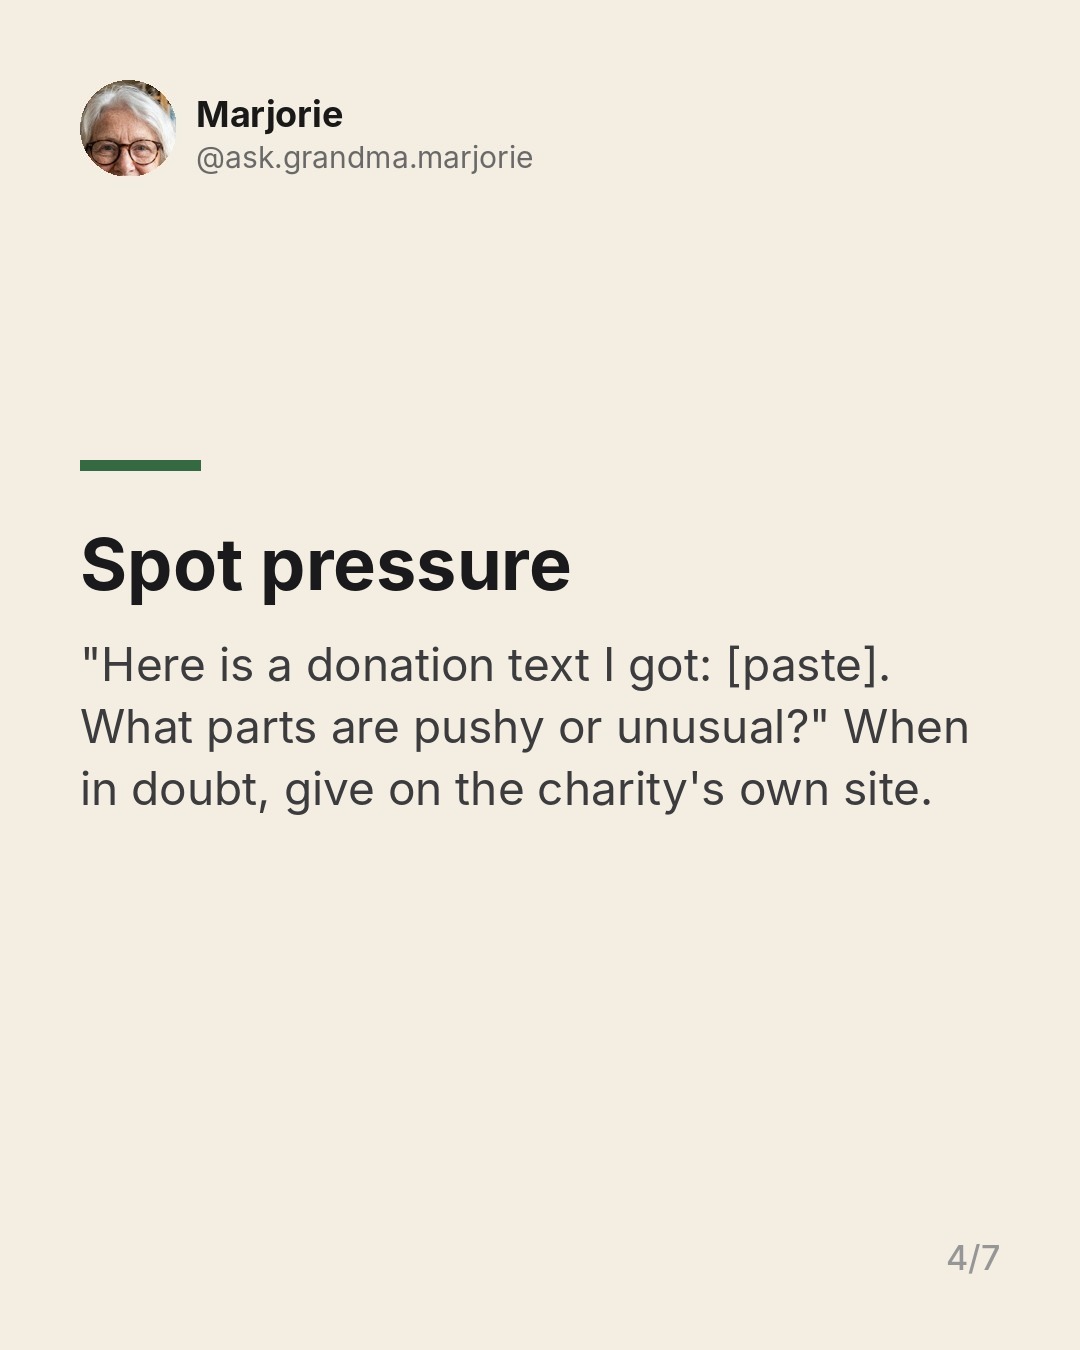 Marjorie
@ask.grandma.marjorie
Spot pressure
"Here is a donation text I got: [paste].
What parts are pushy or unusual?" When
in doubt, give on the charity's own site.
4/7